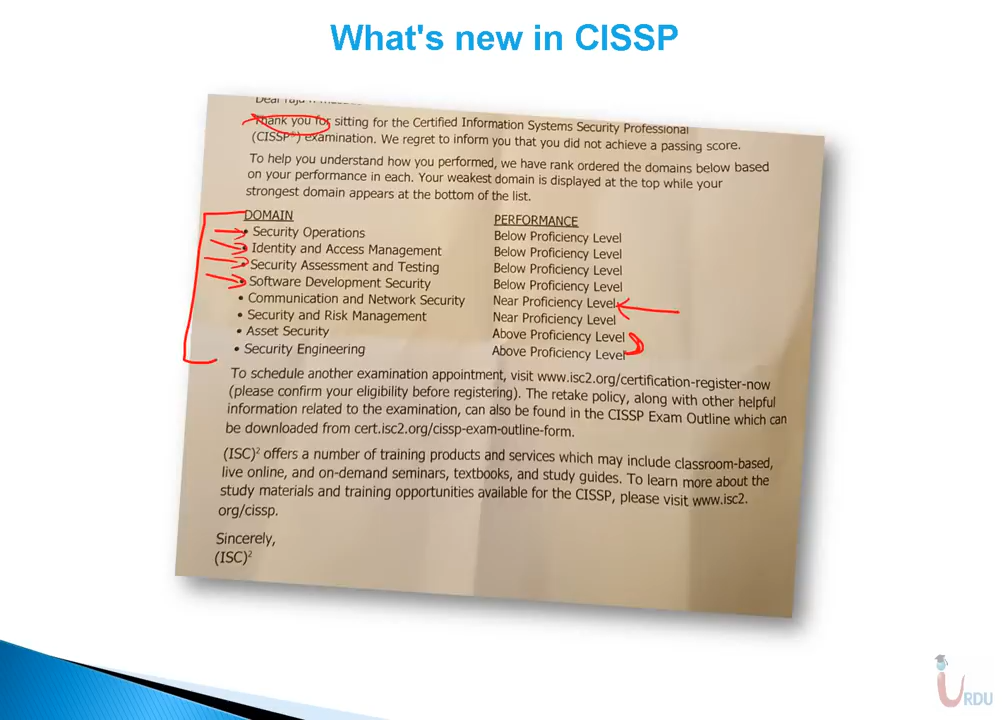 What's new in CISSP
Thank you for sitting for the Certified Information Systems Security Professional
(CISSP®) examination. We regret to inform you that you did not achieve a passing score.
To help you understand how you performed, we have rank ordered the domains below based
on your performance in each. Your weakest domain is displayed at the top while your
strongest domain appears at the bottom of the list.
DOMAIN PERFORMANCE
• Security Operations Below Proficiency Level
• Identity and Access Management Below Proficiency Level
• Security Assessment and Testing Below Proficiency Level
• Software Development Security Below Proficiency Level
• Communication and Network Security Near Proficiency Level
• Security and Risk Management Near Proficiency Level
• Asset Security Above Proficiency Level
• Security Engineering Above Proficiency Level
To schedule another examination appointment, visit www.isc2.org/certification-register-now
(please confirm your eligibility before registering). The retake policy, along with other helpful
information related to the examination, can also be found in the CISSP Exam Outline which can
be downloaded from cert.isc2.org/cissp-exam-outline-form.
(ISC)² offers a number of training products and services which may include classroom-based,
live online, and on-demand seminars, textbooks, and study guides. To learn more about the
study materials and training opportunities available for the CISSP, please visit www.isc2.
org/cissp.
Sincerely,
(ISC)²
URDU